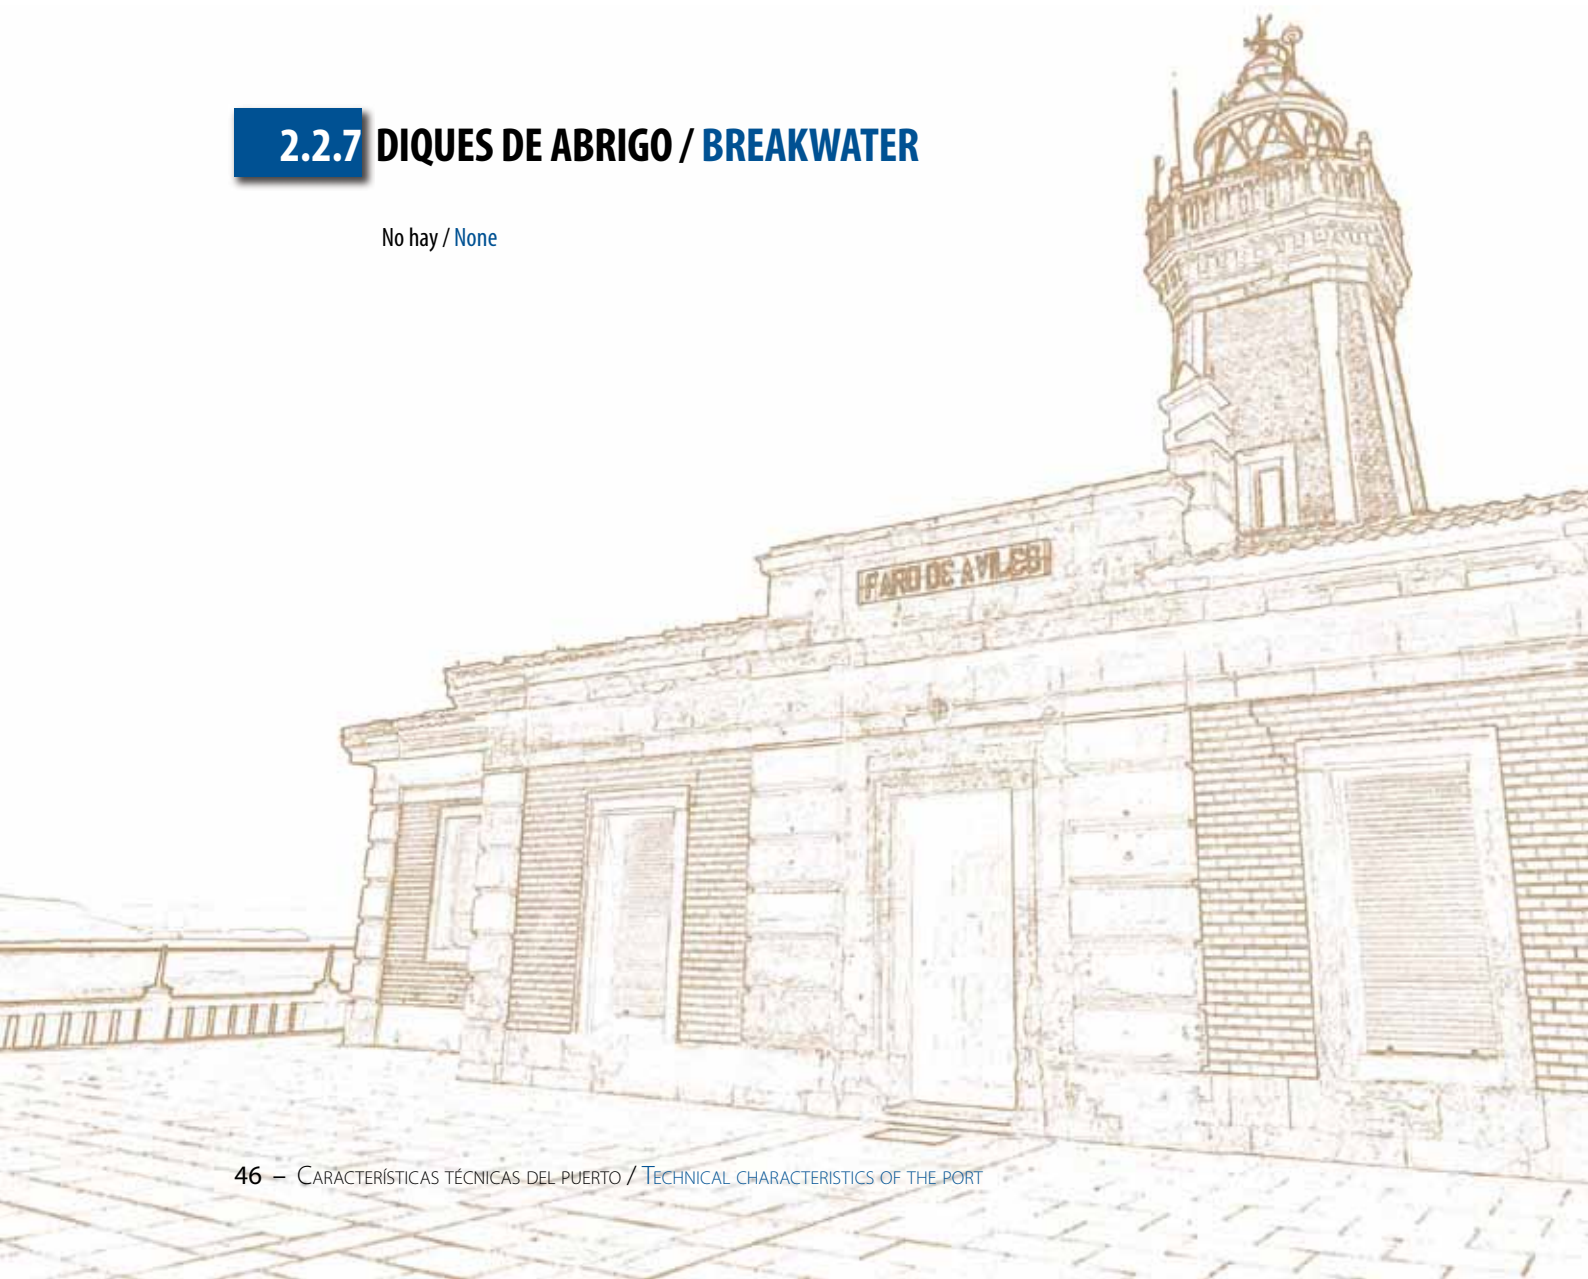 2.2.7 DIQUES DE ABRIGO / BREAKWATER
No hay / None
FARO DE AVILES
46 – Características técnicas del puerto / Technical characteristics of the port